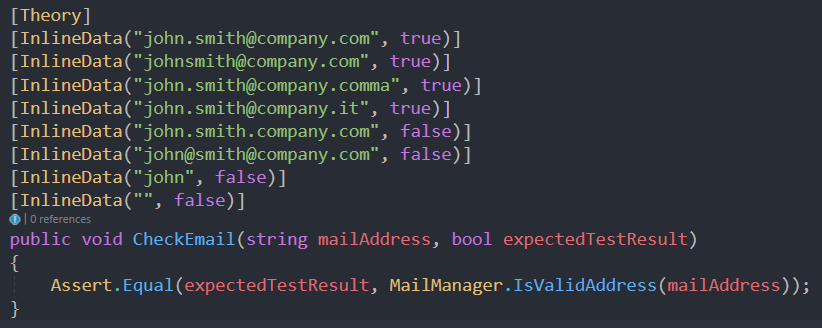 [Theory]
[InlineData("john.smith@company.com", true)]
[InlineData("johnsmith@company.com", true)]
[InlineData("john.smith@company.comma", true)]
[InlineData("john.smith@company.it", true)]
[InlineData("john.smith.company.com", false)]
[InlineData("john@smith@company.com", false)]
[InlineData("john", false)]
[InlineData("", false)]
| 0 references
public void CheckEmail(string mailAddress, bool expectedTestResult)
{
    Assert.Equal(expectedTestResult, MailManager.IsValidAddress(mailAddress));
}